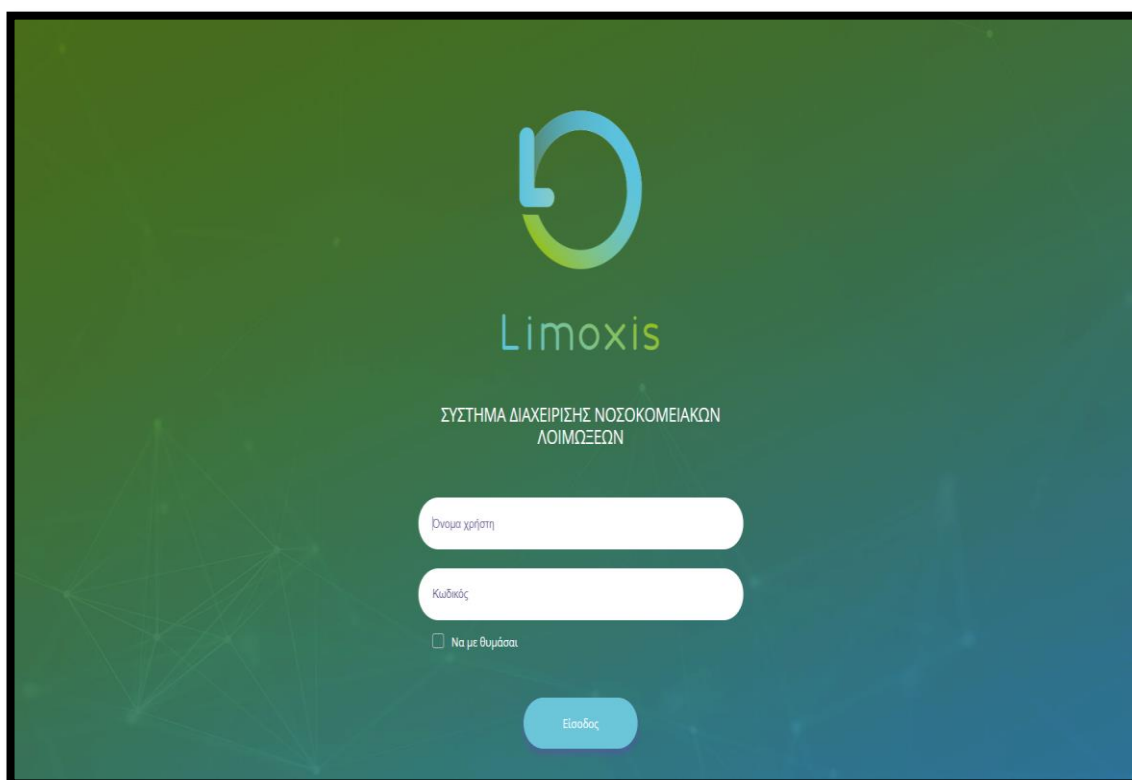 Limoxis
ΣΥΣΤΗΜΑ ΔΙΑΧΕΙΡΙΣΗΣ ΝΟΣΟΚΟΜΕΙΑΚΩΝ
ΛΟΙΜΩΞΕΩΝ
Όνομα χρήστη
Κωδικός
Να με θυμάσαι
Είσοδος